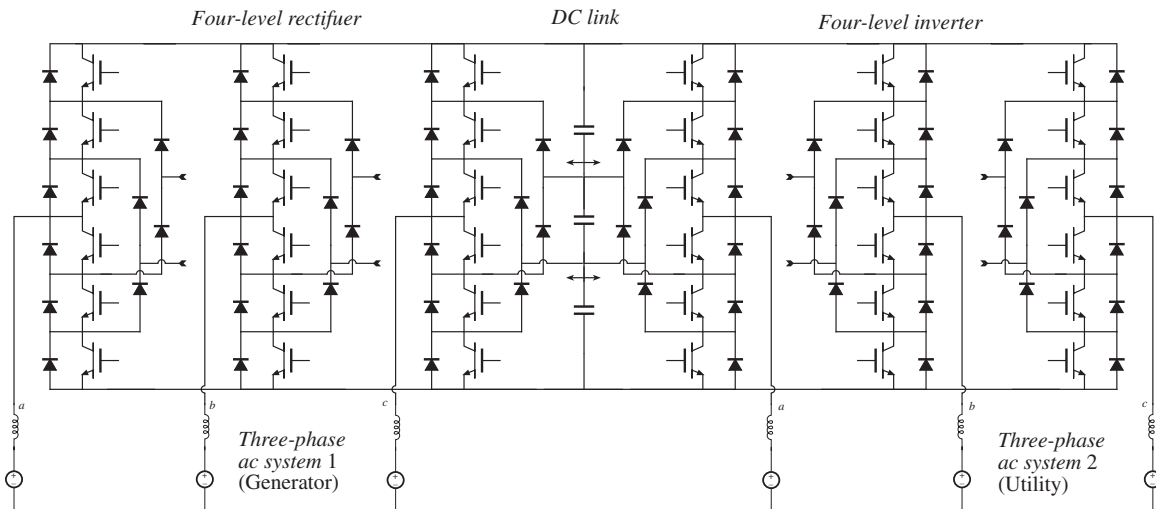 Four-level rectifuer
DC link
Four-level inverter
a
b
c
a
b
c
Three-phase
ac system 1
(Generator)
Three-phase
ac system 2
(Utility)